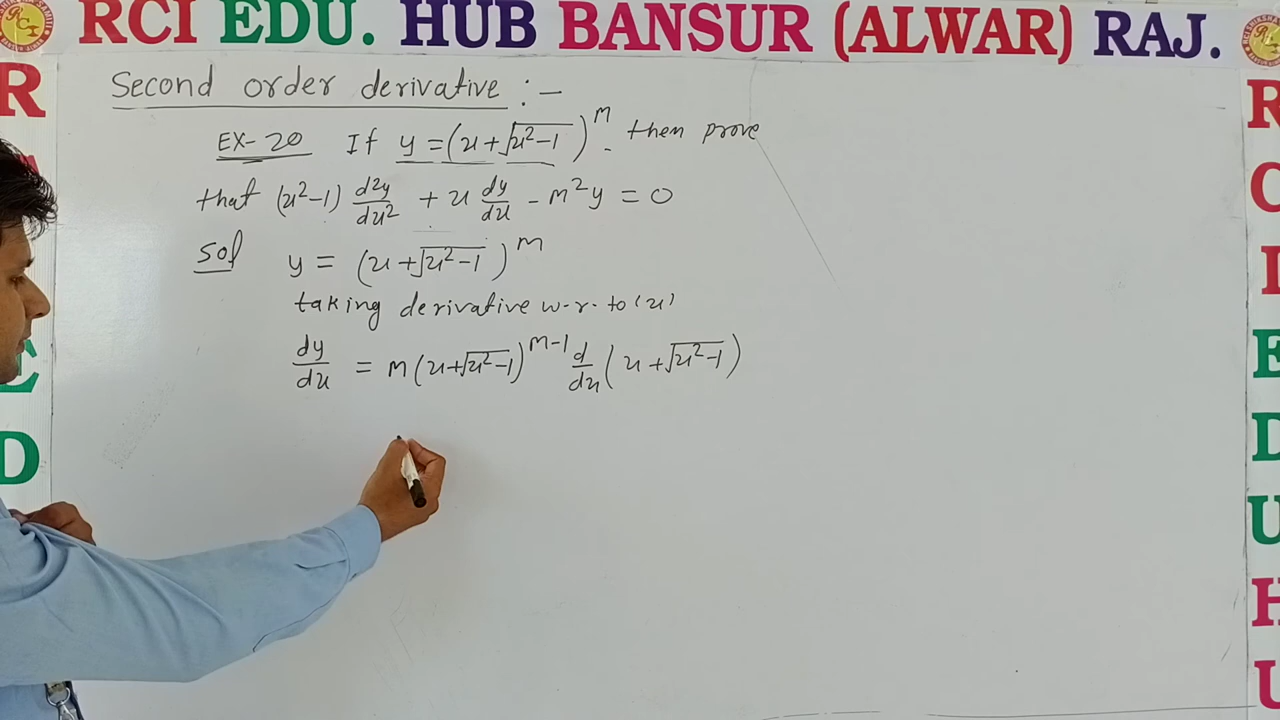 RCI EDU. HUB BANSUR (ALWAR) RAJ.
Second order derivative :-
EX-20 If y = (x+√x²-1)^m then prove
that (x²-1) d²y/dx² + x dy/dx - m²y = 0
Sol y = (x+√x²-1)^m
taking derivative w.r.to 'x'
dy/dx = m(x+√x²-1)^m-1 d/dx (x+√x²-1)
R
E
D
R
C
I
E
D
U
H
U